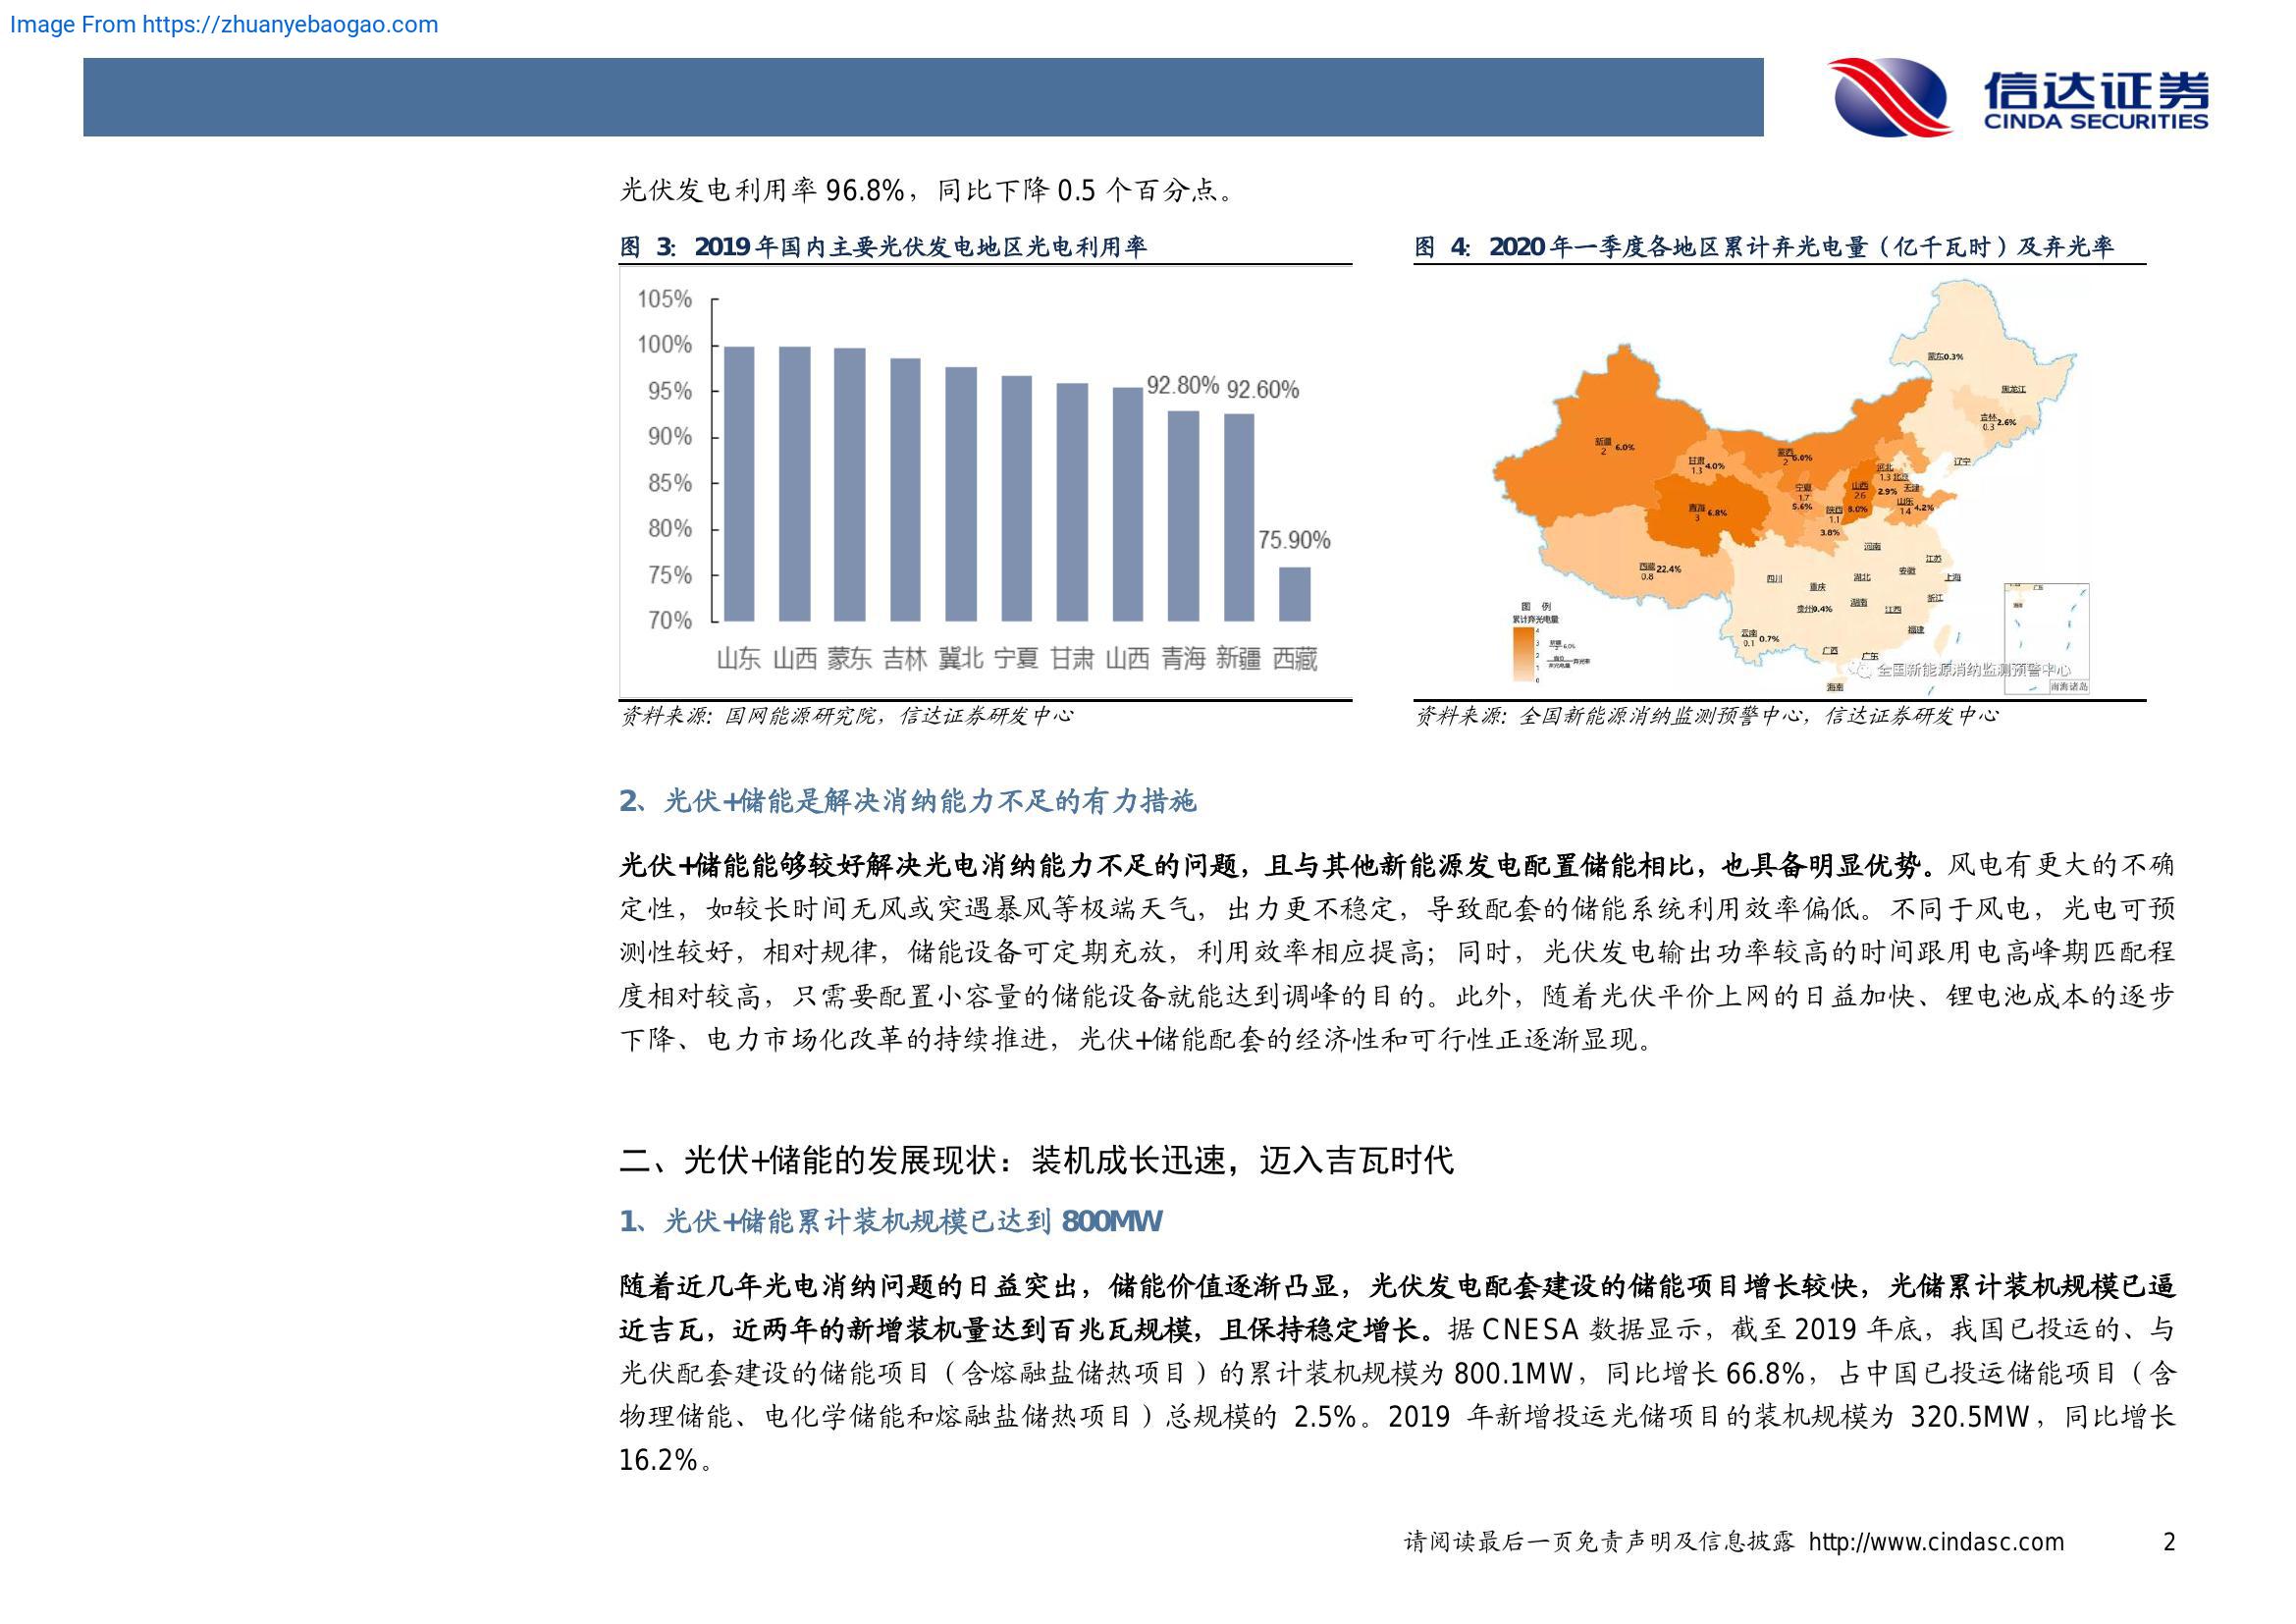 Image From https://zhuanyebaogao.com
信达证券
CINDA SECURITIES
光伏发电利用率 96.8%，同比下降 0.5 个百分点。
图 3：2019 年国内主要光伏发电地区光电利用率
105%
100%
95%
90%
85%
80%
75%
70%
92.80% 92.60%
75.90%
山东 山西 蒙东 吉林 冀北 宁夏 甘肃 山西 青海 新疆 西藏
资料来源：国网能源研究院，信达证券研发中心
图 4：2020 年一季度各地区累计弃光电量（亿千瓦时）及弃光率
蒙东0.3%
黑龙江
吉林 2.6%
0.3
辽宁
新疆 6.0%
2
甘肃 4.0%
1.3
蒙西 6.0%
2
河北
1.3
2.9%
北京
天津
宁夏
1.7
5.6%
山西
2.6
8.0%
山东 4.2%
1.4
陕西
1.1
3.8%
青海 6.8%
3
西藏 22.4%
0.8
河南
江苏
安徽
上海
四川
重庆
湖北
浙江
贵州0.4%
湖南
江西
云南 0.7%
0.1
福建
广西
广东
海南
图 例
累计弃光电量
4
3
2
1
0
全国新能源消纳监测预警中心
南海诸岛
资料来源：全国新能源消纳监测预警中心，信达证券研发中心
2、光伏+储能是解决消纳能力不足的有力措施
光伏+储能能够较好解决光电消纳能力不足的问题，且与其他新能源发电配置储能相比，也具备明显优势。风电有更大的不确
定性，如较长时间无风或突遇暴风等极端天气，出力更不稳定，导致配套的储能系统利用效率偏低。不同于风电，光电可预
测性较好，相对规律，储能设备可定期充放，利用效率相应提高；同时，光伏发电输出功率较高的时间跟用电高峰期匹配程
度相对较高，只需要配置小容量的储能设备就能达到调峰的目的。此外，随着光伏平价上网的日益加快、锂电池成本的逐步
下降、电力市场化改革的持续推进，光伏+储能配套的经济性和可行性正逐渐显现。
二、光伏+储能的发展现状：装机成长迅速，迈入吉瓦时代
1、光伏+储能累计装机规模已达到 800MW
随着近几年光电消纳问题的日益突出，储能价值逐渐凸显，光伏发电配套建设的储能项目增长较快，光储累计装机规模已逼
近吉瓦，近两年的新增装机量达到百兆瓦规模，且保持稳定增长。据 CNESA 数据显示，截至 2019 年底，我国已投运的、与
光伏配套建设的储能项目（含熔融盐储热项目）的累计装机规模为 800.1MW，同比增长 66.8%，占中国已投运储能项目（含
物理储能、电化学储能和熔融盐储热项目）总规模的 2.5%。2019 年新增投运光储项目的装机规模为 320.5MW，同比增长
16.2%。
请阅读最后一页免责声明及信息披露 http://www.cindasc.com 2